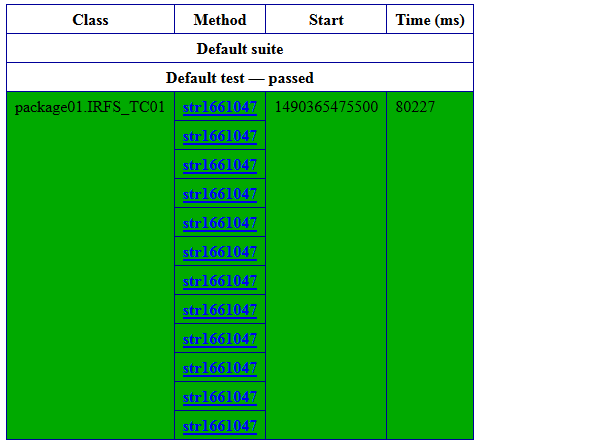 Class Method Start Time (ms)
Default suite
Default test — passed
package01.IRFS_TC01 str1661047 1490365475500 80227
str1661047
str1661047
str1661047
str1661047
str1661047
str1661047
str1661047
str1661047
str1661047
str1661047
str1661047